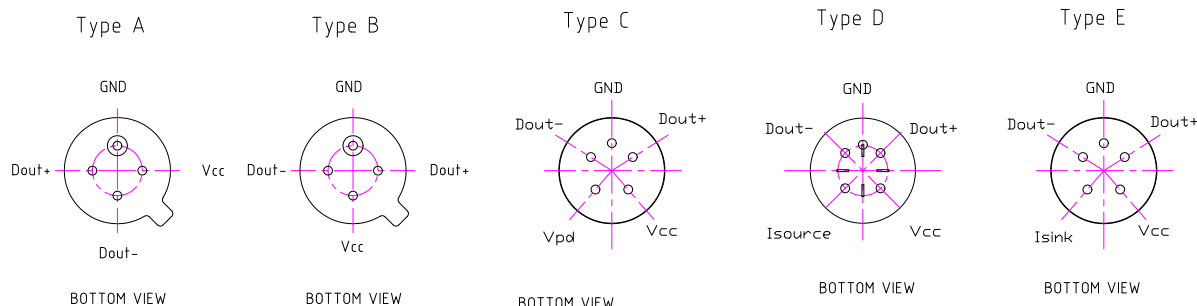 Type A
Type B
Type C
Type D
Type E
GND
GND
GND
GND
GND
Dout-
Dout+
Dout-
Dout+
Dout-
Dout+
Dout+
Vcc
Dout-
Dout+
Vpd
Vcc
Isource
Vcc
Isink
Vcc
Dout-
Vcc
BOTTOM VIEW
BOTTOM VIEW
BOTTOM VIEW
BOTTOM VIEW
BOTTOM VIEW